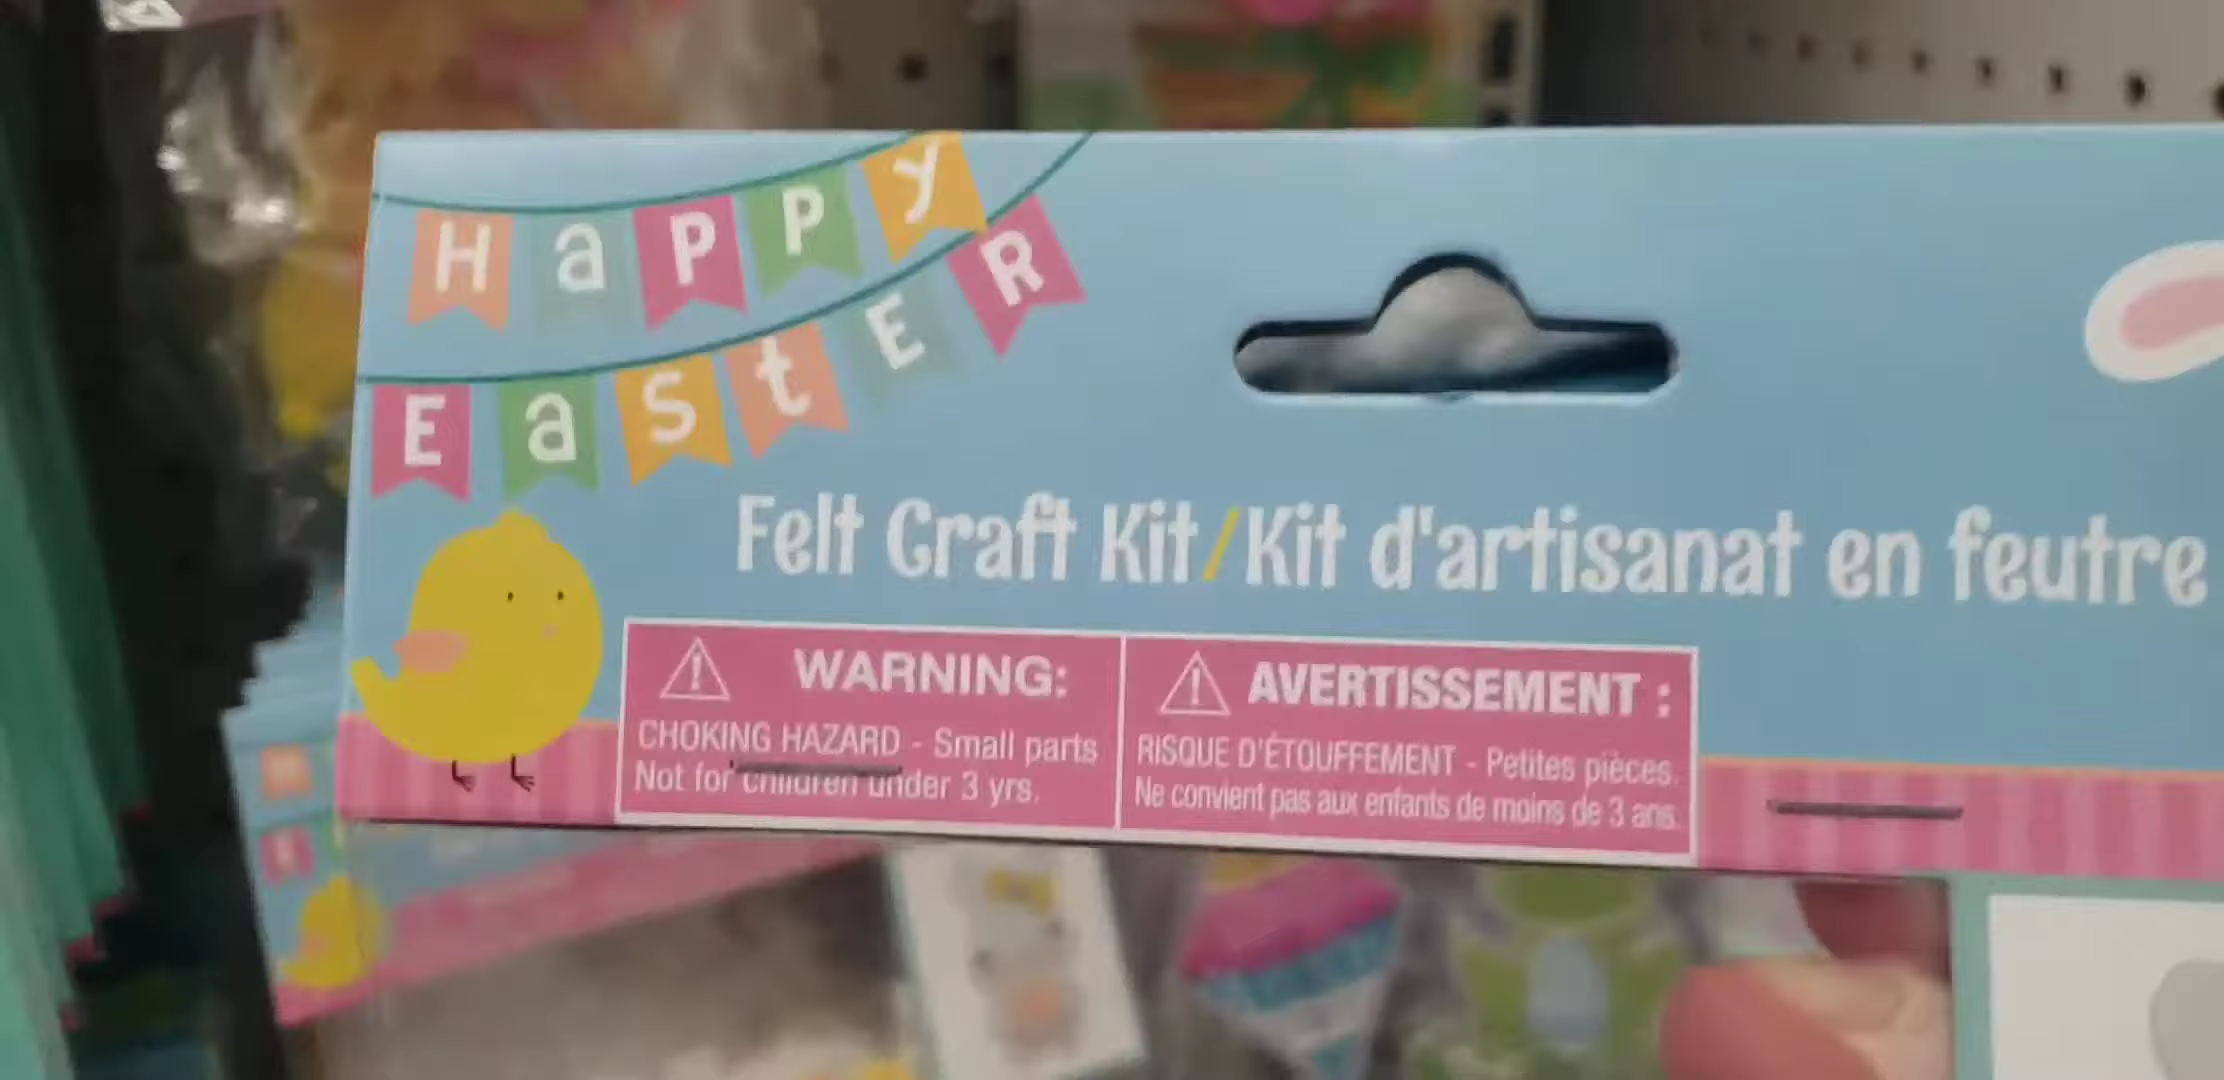 HaPPy
EastER
Felt Craft Kit/Kit d'artisanat en feutre
WARNING:
CHOKING HAZARD - Small parts
Not for children under 3 yrs.
AVERTISSEMENT :
RISQUE D'ÉTOUFFEMENT - Petites pièces.
Ne convient pas aux enfants de moins de 3 ans.